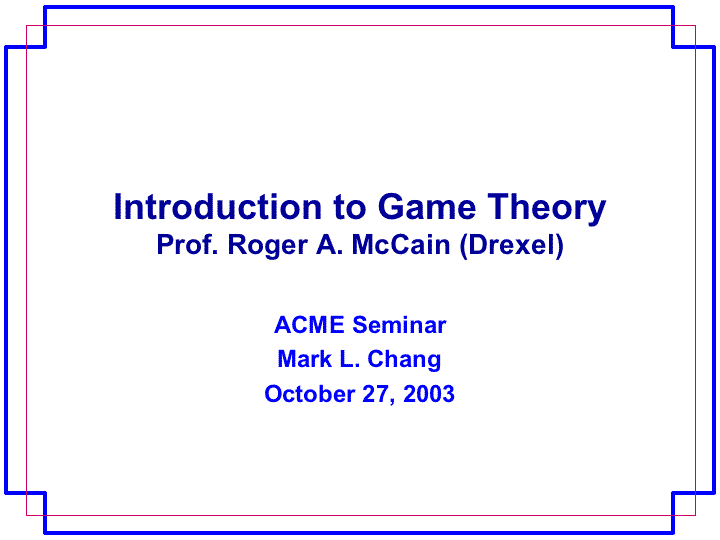 Introduction to Game Theory
Prof. Roger A. McCain (Drexel)
ACME Seminar
Mark L. Chang
October 27, 2003